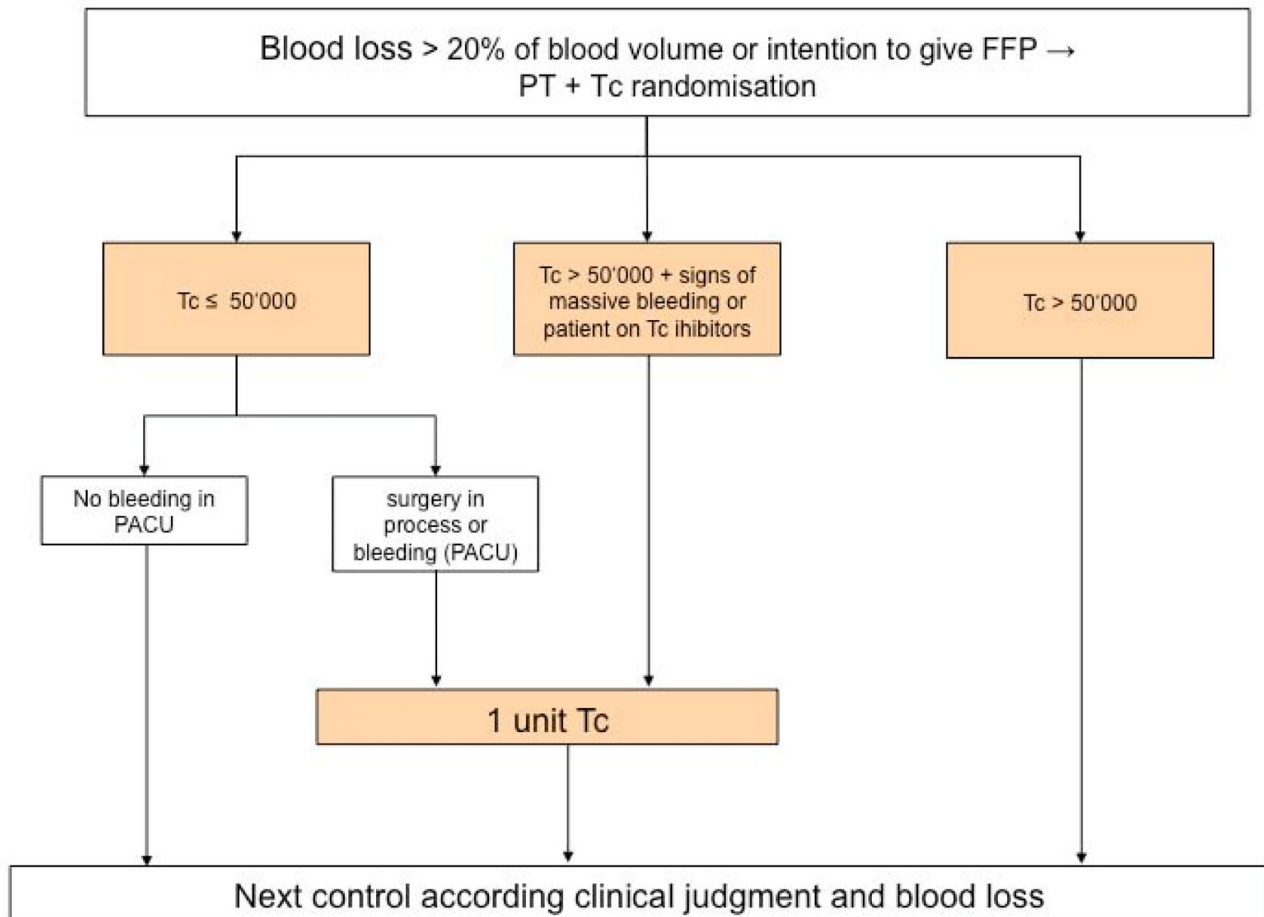 Blood loss > 20% of blood volume or intention to give FFP →
PT + Tc randomisation
Tc ≤ 50'000
Tc > 50'000 + signs of
massive bleeding or
patient on Tc ihibitors
Tc > 50'000
No bleeding in
PACU
surgery in
process or
bleeding (PACU)
1 unit Tc
Next control according clinical judgment and blood loss